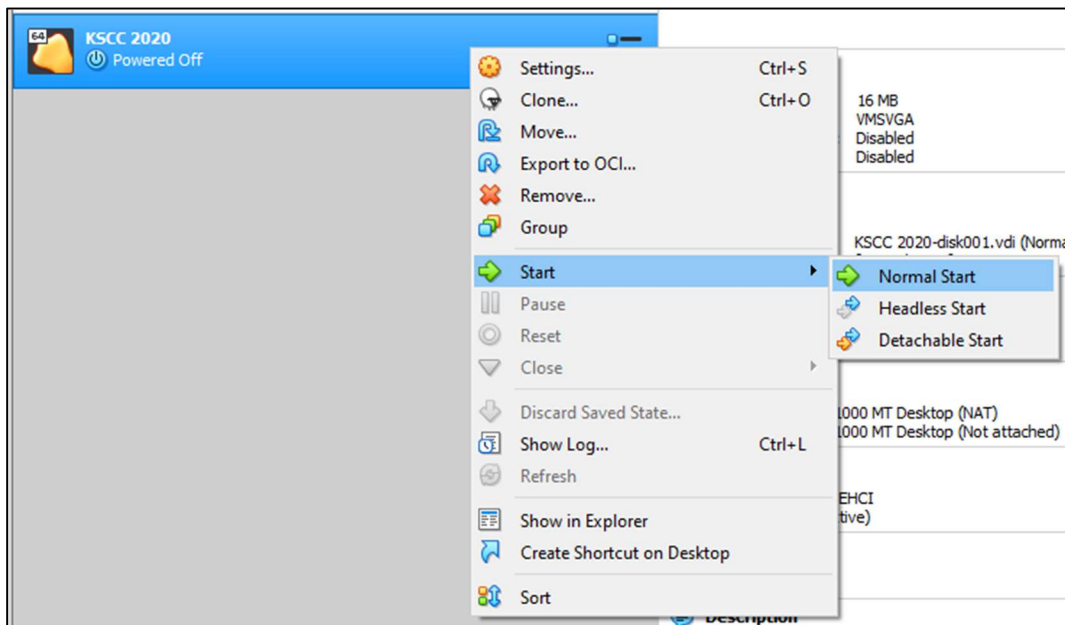 64
KSCC 2020
Powered Off
Settings... Ctrl+S
Clone... Ctrl+O
Move...
Export to OCI...
Remove...
Group
Start
Pause
Reset
Close
Discard Saved State...
Show Log... Ctrl+L
Refresh
Show in Explorer
Create Shortcut on Desktop
Sort
Normal Start
Headless Start
Detachable Start
16 MB
VMSVGA
Disabled
Disabled
KSCC 2020-disk001.vdi (Norma
1000 MT Desktop (NAT)
1000 MT Desktop (Not attached)
EHCI
tive)
Description